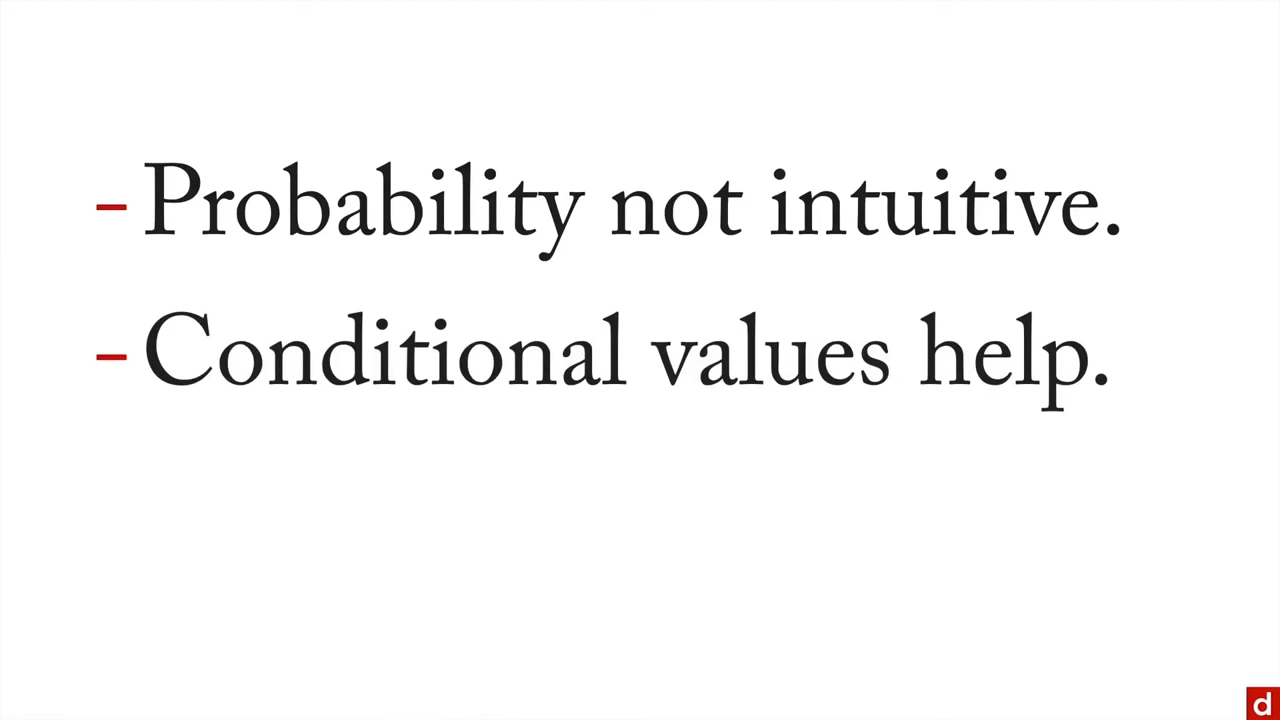 - Probability not intuitive.
- Conditional values help.
d